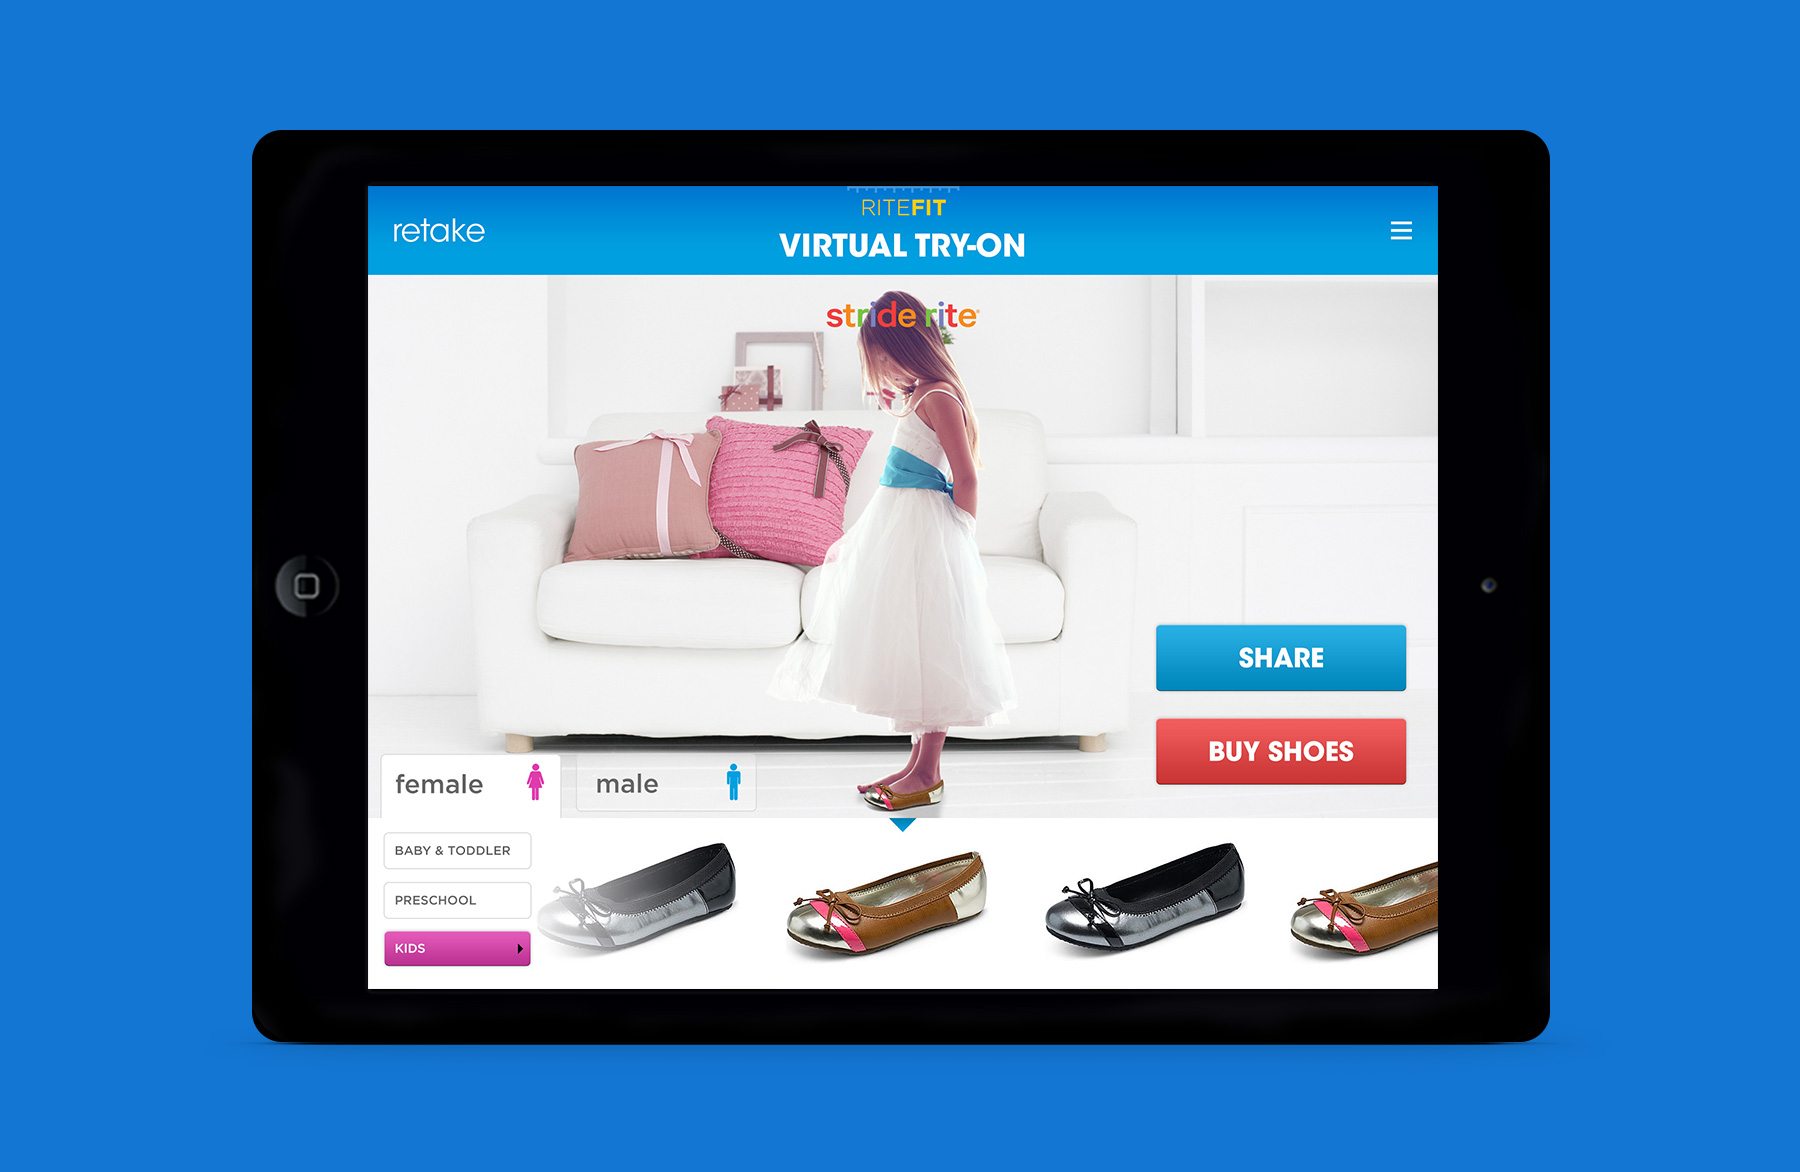 retake
RITEFIT
VIRTUAL TRY-ON
stride rite
SHARE
BUY SHOES
female
male
BABY & TODDLER
PRESCHOOL
KIDS